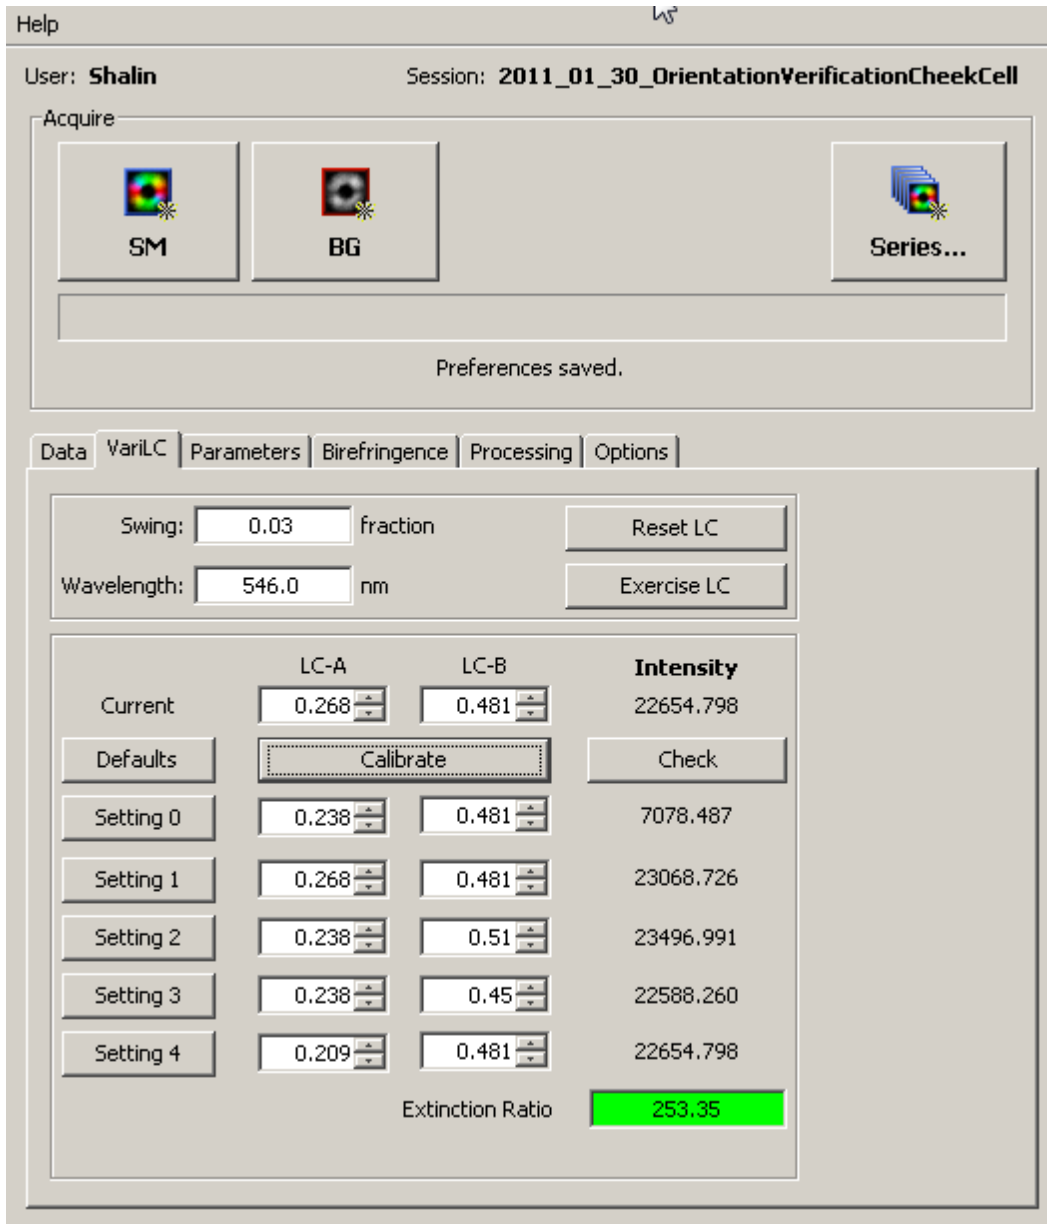 Help
User: Shalin Session: 2011_01_30_OrientationVerificationCheekCell
Acquire
SM BG Series...
Preferences saved.
Data VariLC Parameters Birefringence Processing Options
Swing: 0.03 fraction Reset LC
Wavelength: 546.0 nm Exercise LC
LC-A LC-B Intensity
Current 0.268 0.481 22654.798
Defaults Calibrate Check
Setting 0 0.238 0.481 7078.487
Setting 1 0.268 0.481 23068.726
Setting 2 0.238 0.51 23496.991
Setting 3 0.238 0.45 22588.260
Setting 4 0.209 0.481 22654.798
Extinction Ratio 253.35